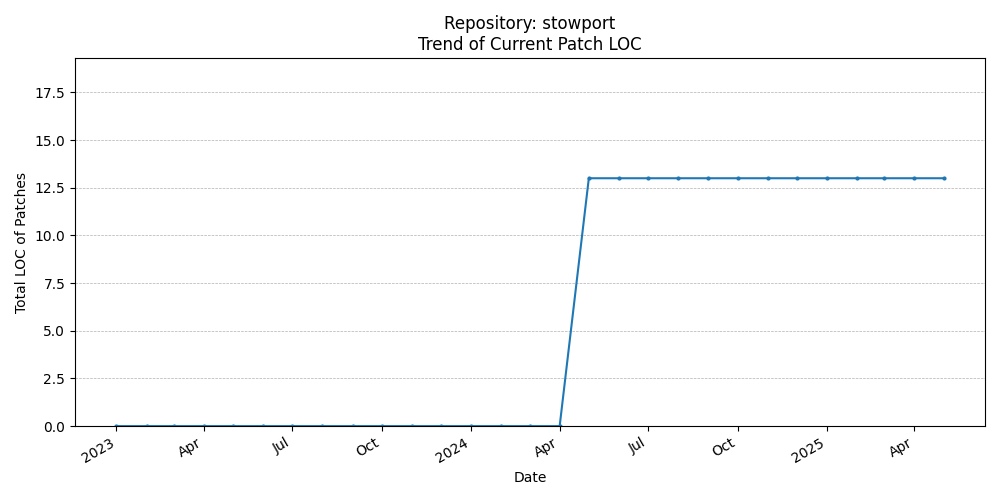 Repository: stowport
Trend of Current Patch LOC
Total LOC of Patches
17.5
15.0
12.5
10.0
7.5
5.0
2.5
0.0
2023
Apr
Jul
Oct
2024
Apr
Jul
Oct
2025
Apr
Date